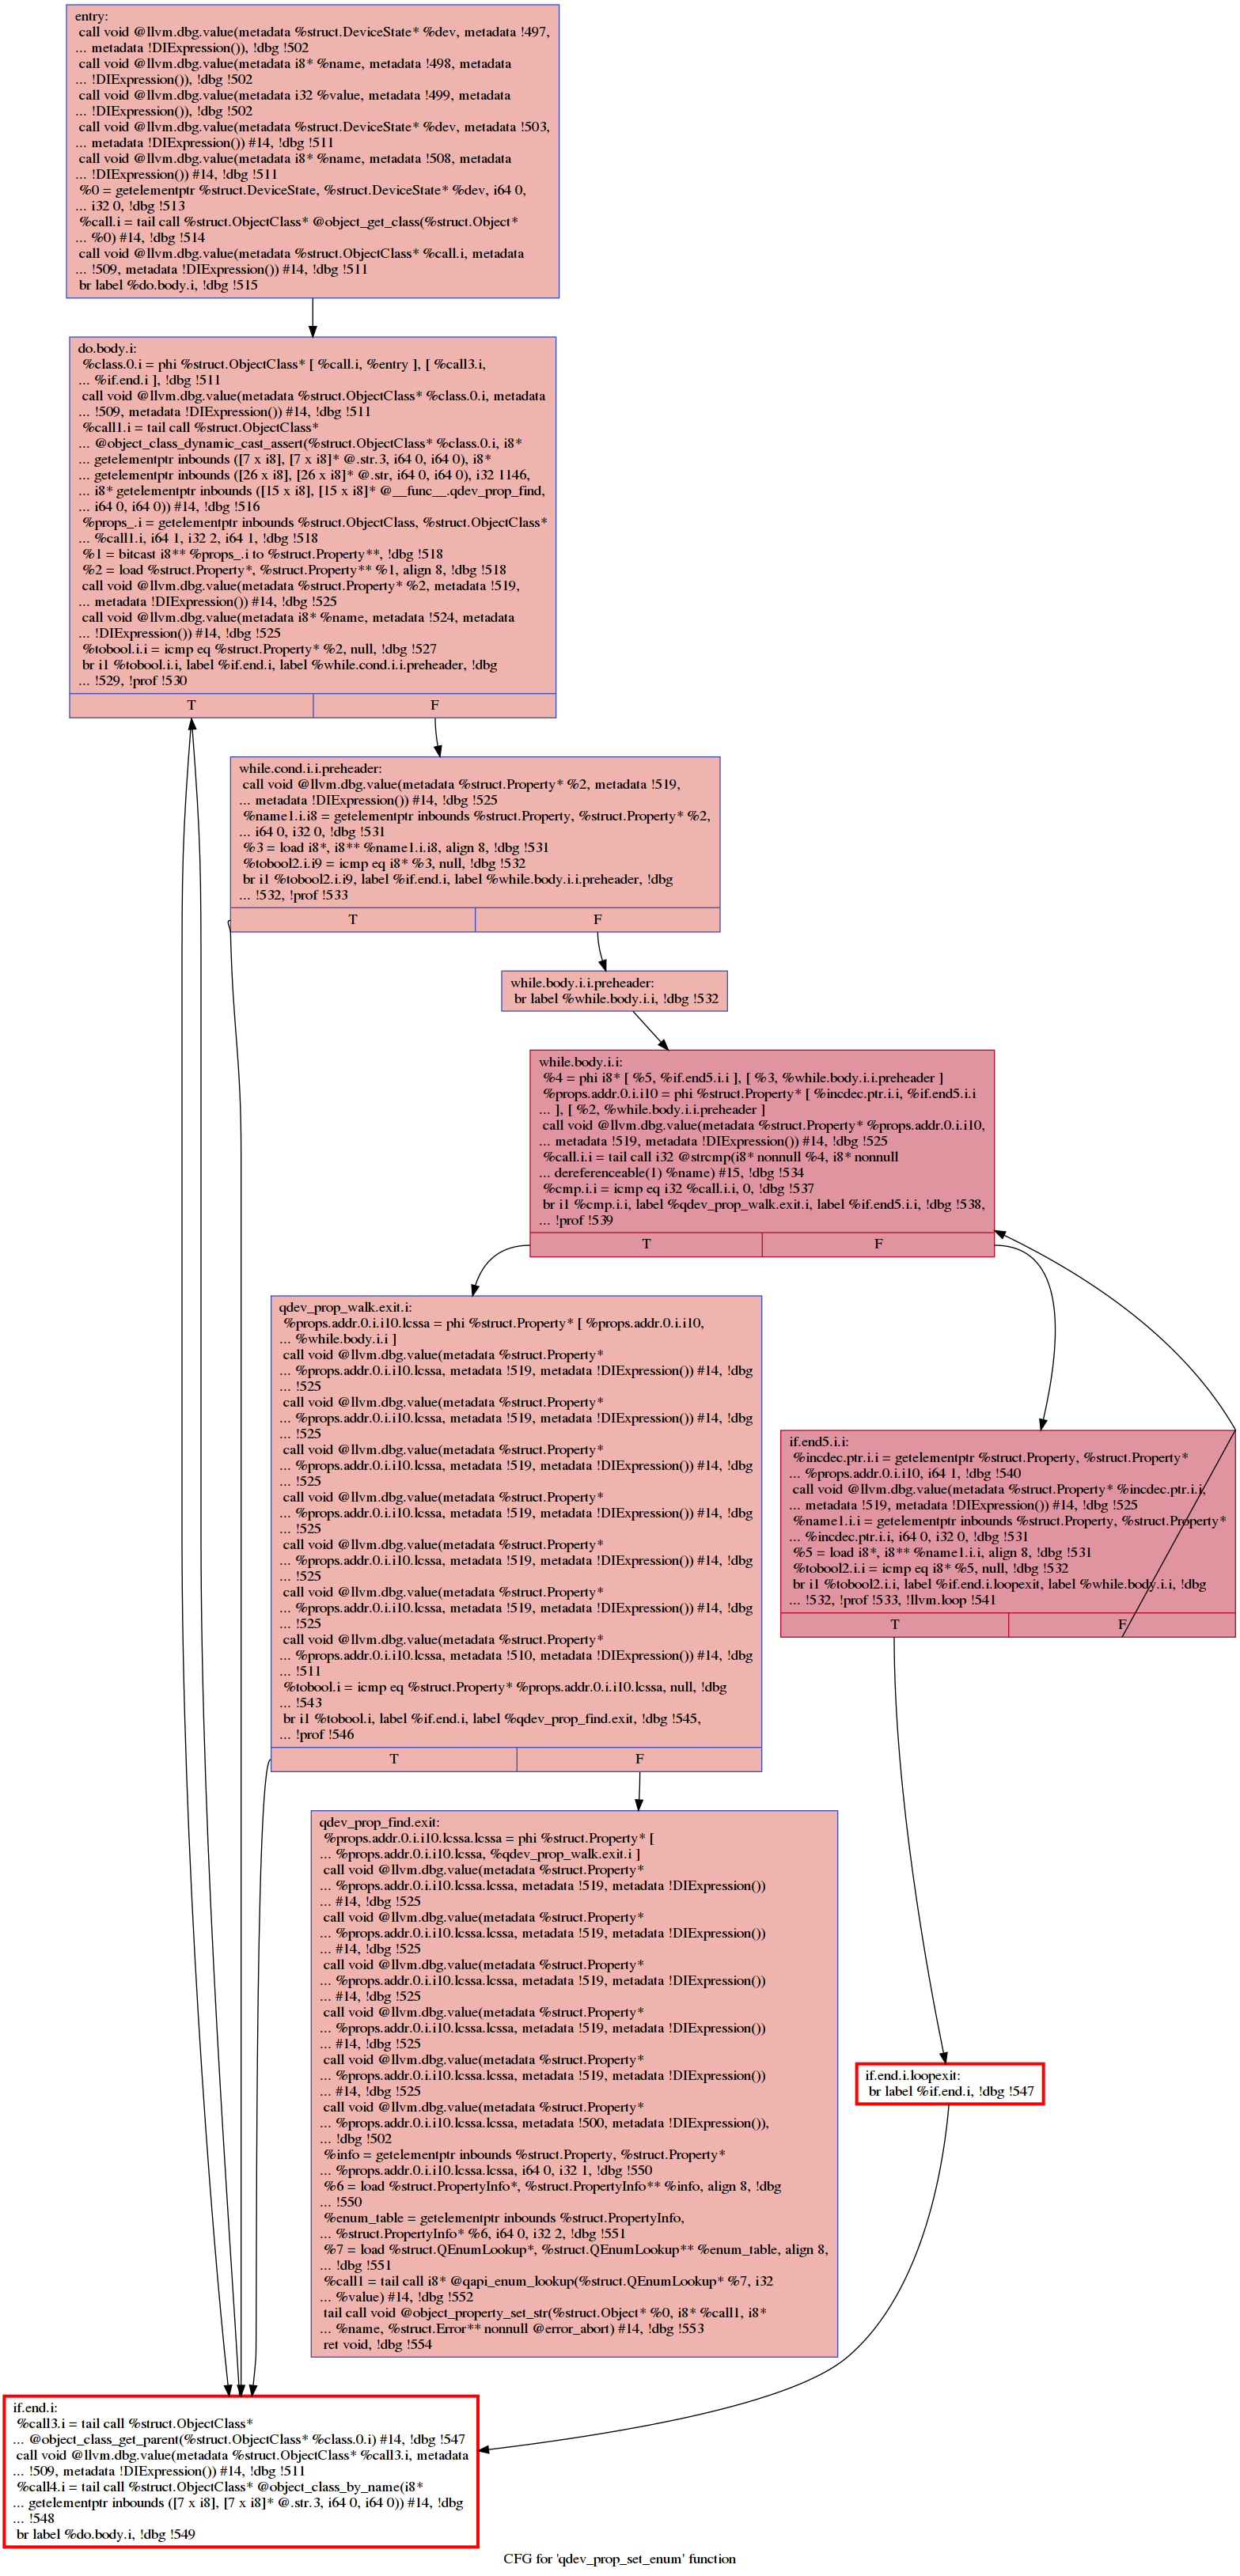 entry:
call void @llvm.dbg.value(metadata %struct.DeviceState* %dev, metadata !497,
... metadata !DIExpression()), !dbg !502
call void @llvm.dbg.value(metadata i8* %name, metadata !498, metadata
... !DIExpression()), !dbg !502
call void @llvm.dbg.value(metadata i32 %value, metadata !499, metadata
... !DIExpression()), !dbg !502
call void @llvm.dbg.value(metadata %struct.DeviceState* %dev, metadata !503,
... metadata !DIExpression()) #14, !dbg !511
call void @llvm.dbg.value(metadata i8* %name, metadata !508, metadata
... !DIExpression()) #14, !dbg !511
%0 = getelementptr %struct.DeviceState, %struct.DeviceState* %dev, i64 0,
... i32 0, !dbg !513
%call.i = tail call %struct.ObjectClass* @object_get_class(%struct.Object*
... %0) #14, !dbg !514
call void @llvm.dbg.value(metadata %struct.ObjectClass* %call.i, metadata
... !509, metadata !DIExpression()) #14, !dbg !511
br label %do.body.i, !dbg !515
do.body.i:
%class.0.i = phi %struct.ObjectClass* [ %call.i, %entry ], [ %call3.i,
... %if.end.i ], !dbg !511
call void @llvm.dbg.value(metadata %struct.ObjectClass* %class.0.i, metadata
... !509, metadata !DIExpression()) #14, !dbg !511
%call1.i = tail call %struct.ObjectClass*
... @object_class_dynamic_cast_assert(%struct.ObjectClass* %class.0.i, i8*
... getelementptr inbounds ([7 x i8], [7 x i8]* @.str.3, i64 0, i64 0), i8*
... getelementptr inbounds ([26 x i8], [26 x i8]* @.str, i64 0, i64 0), i32 1146,
... i8* getelementptr inbounds ([15 x i8], [15 x i8]* @__func__.qdev_prop_find,
... i64 0, i64 0)) #14, !dbg !516
%props_.i = getelementptr inbounds %struct.ObjectClass, %struct.ObjectClass*
... %call1.i, i64 1, i32 2, i64 1, !dbg !518
%1 = bitcast i8** %props_.i to %struct.Property**, !dbg !518
%2 = load %struct.Property*, %struct.Property** %1, align 8, !dbg !518
call void @llvm.dbg.value(metadata %struct.Property* %2, metadata !519,
... metadata !DIExpression()) #14, !dbg !525
call void @llvm.dbg.value(metadata i8* %name, metadata !524, metadata
... !DIExpression()) #14, !dbg !525
%tobool.i.i = icmp eq %struct.Property* %2, null, !dbg !527
br i1 %tobool.i.i, label %if.end.i, label %while.cond.i.i.preheader, !dbg
... !529, !prof !530
T F
while.cond.i.i.preheader:
call void @llvm.dbg.value(metadata %struct.Property* %2, metadata !519,
... metadata !DIExpression()) #14, !dbg !525
%name1.i.i8 = getelementptr inbounds %struct.Property, %struct.Property* %2,
... i64 0, i32 0, !dbg !531
%3 = load i8*, i8** %name1.i.i8, align 8, !dbg !531
%tobool2.i.i9 = icmp eq i8* %3, null, !dbg !532
br i1 %tobool2.i.i9, label %if.end.i, label %while.body.i.i.preheader, !dbg
... !532, !prof !533
T F
while.body.i.i.preheader:
br label %while.body.i.i, !dbg !532
while.body.i.i:
%4 = phi i8* [ %5, %if.end5.i.i ], [ %3, %while.body.i.i.preheader ]
%props.addr.0.i.i10 = phi %struct.Property* [ %incdec.ptr.i.i, %if.end5.i.i
... ], [ %2, %while.body.i.i.preheader ]
call void @llvm.dbg.value(metadata %struct.Property* %props.addr.0.i.i10,
... metadata !519, metadata !DIExpression()) #14, !dbg !525
%call.i.i = tail call i32 @strcmp(i8* nonnull %4, i8* nonnull
... dereferenceable(1) %name) #15, !dbg !534
%cmp.i.i = icmp eq i32 %call.i.i, 0, !dbg !537
br i1 %cmp.i.i, label %qdev_prop_walk.exit.i, label %if.end5.i.i, !dbg !538,
... !prof !539
T F
qdev_prop_walk.exit.i:
%props.addr.0.i.i10.lcssa = phi %struct.Property* [ %props.addr.0.i.i10,
... %while.body.i.i ]
call void @llvm.dbg.value(metadata %struct.Property*
... %props.addr.0.i.i10.lcssa, metadata !519, metadata !DIExpression()) #14, !dbg
... !525
call void @llvm.dbg.value(metadata %struct.Property*
... %props.addr.0.i.i10.lcssa, metadata !519, metadata !DIExpression()) #14, !dbg
... !525
call void @llvm.dbg.value(metadata %struct.Property*
... %props.addr.0.i.i10.lcssa, metadata !519, metadata !DIExpression()) #14, !dbg
... !525
call void @llvm.dbg.value(metadata %struct.Property*
... %props.addr.0.i.i10.lcssa, metadata !519, metadata !DIExpression()) #14, !dbg
... !525
call void @llvm.dbg.value(metadata %struct.Property*
... %props.addr.0.i.i10.lcssa, metadata !519, metadata !DIExpression()) #14, !dbg
... !525
call void @llvm.dbg.value(metadata %struct.Property*
... %props.addr.0.i.i10.lcssa, metadata !519, metadata !DIExpression()) #14, !dbg
... !525
call void @llvm.dbg.value(metadata %struct.Property*
... %props.addr.0.i.i10.lcssa, metadata !510, metadata !DIExpression()) #14, !dbg
... !511
%tobool.i = icmp eq %struct.Property* %props.addr.0.i.i10.lcssa, null, !dbg
... !543
br i1 %tobool.i, label %if.end.i, label %qdev_prop_find.exit, !dbg !545,
... !prof !546
T F
if.end5.i.i:
%incdec.ptr.i.i = getelementptr %struct.Property, %struct.Property*
... %props.addr.0.i.i10, i64 1, !dbg !540
call void @llvm.dbg.value(metadata %struct.Property* %incdec.ptr.i.i,
... metadata !519, metadata !DIExpression()) #14, !dbg !525
%name1.i.i = getelementptr inbounds %struct.Property, %struct.Property*
... %incdec.ptr.i.i, i64 0, i32 0, !dbg !531
%5 = load i8*, i8** %name1.i.i, align 8, !dbg !531
%tobool2.i.i = icmp eq i8* %5, null, !dbg !532
br i1 %tobool2.i.i, label %if.end.i.loopexit, label %while.body.i.i, !dbg
... !532, !prof !533, !llvm.loop !541
T F
qdev_prop_find.exit:
%props.addr.0.i.i10.lcssa.lcssa = phi %struct.Property* [
... %props.addr.0.i.i10.lcssa, %qdev_prop_walk.exit.i ]
call void @llvm.dbg.value(metadata %struct.Property*
... %props.addr.0.i.i10.lcssa.lcssa, metadata !519, metadata !DIExpression())
... #14, !dbg !525
call void @llvm.dbg.value(metadata %struct.Property*
... %props.addr.0.i.i10.lcssa.lcssa, metadata !519, metadata !DIExpression())
... #14, !dbg !525
call void @llvm.dbg.value(metadata %struct.Property*
... %props.addr.0.i.i10.lcssa.lcssa, metadata !519, metadata !DIExpression())
... #14, !dbg !525
call void @llvm.dbg.value(metadata %struct.Property*
... %props.addr.0.i.i10.lcssa.lcssa, metadata !519, metadata !DIExpression())
... #14, !dbg !525
call void @llvm.dbg.value(metadata %struct.Property*
... %props.addr.0.i.i10.lcssa.lcssa, metadata !519, metadata !DIExpression())
... #14, !dbg !525
call void @llvm.dbg.value(metadata %struct.Property*
... %props.addr.0.i.i10.lcssa.lcssa, metadata !500, metadata !DIExpression()),
... !dbg !502
%info = getelementptr inbounds %struct.Property, %struct.Property*
... %props.addr.0.i.i10.lcssa.lcssa, i64 0, i32 1, !dbg !550
%6 = load %struct.PropertyInfo*, %struct.PropertyInfo** %info, align 8, !dbg
... !550
%enum_table = getelementptr inbounds %struct.PropertyInfo,
... %struct.PropertyInfo* %6, i64 0, i32 2, !dbg !551
%7 = load %struct.QEnumLookup*, %struct.QEnumLookup** %enum_table, align 8,
... !dbg !551
%call1 = tail call i8* @qapi_enum_lookup(%struct.QEnumLookup* %7, i32
... %value) #14, !dbg !552
tail call void @object_property_set_str(%struct.Object* %0, i8* %call1, i8*
... %name, %struct.Error** nonnull @error_abort) #14, !dbg !553
ret void, !dbg !554
if.end.i.loopexit:
br label %if.end.i, !dbg !547
if.end.i:
%call3.i = tail call %struct.ObjectClass*
... @object_class_get_parent(%struct.ObjectClass* %class.0.i) #14, !dbg !547
call void @llvm.dbg.value(metadata %struct.ObjectClass* %call3.i, metadata
... !509, metadata !DIExpression()) #14, !dbg !511
%call4.i = tail call %struct.ObjectClass* @object_class_by_name(i8*
... getelementptr inbounds ([7 x i8], [7 x i8]* @.str.3, i64 0, i64 0)) #14, !dbg
... !548
br label %do.body.i, !dbg !549
CFG for 'qdev_prop_set_enum' function